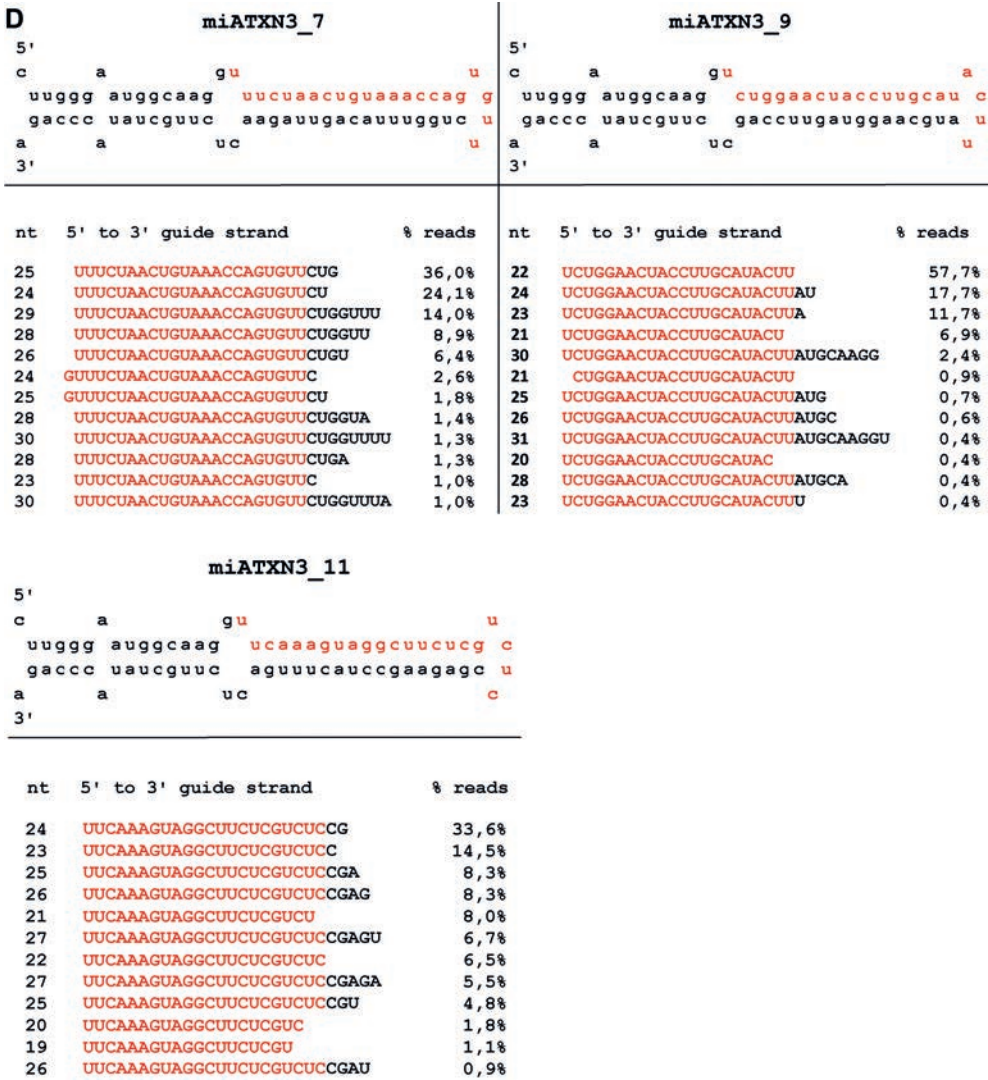 D
miATXN3_7
5'
c a gu u
uuggg auggcaag uucuaacuguaaaccag g
gaccc uaucguuc aagauugacauuugguc u
a a uc u
3'
nt 5' to 3' guide strand % reads
25 UUUCUAACUGUAAACCAGUGUUCUG 36,0%
24 UUUCUAACUGUAAACCAGUGUUCU 24,1%
29 UUUCUAACUGUAAACCAGUGUUCUGGUUU 14,0%
28 UUUCUAACUGUAAACCAGUGUUCUGGUU 8,9%
26 UUUCUAACUGUAAACCAGUGUUCUGU 6,4%
24 GUUUCUAACUGUAAACCAGUGUUC 2,6%
25 GUUUCUAACUGUAAACCAGUGUUCU 1,8%
28 UUUCUAACUGUAAACCAGUGUUCUGGUA 1,4%
30 UUUCUAACUGUAAACCAGUGUUCUGGUUUU 1,3%
28 UUUCUAACUGUAAACCAGUGUUCUGA 1,3%
23 UUUCUAACUGUAAACCAGUGUUC 1,0%
30 UUUCUAACUGUAAACCAGUGUUCUGGUUUA 1,0%
miATXN3_9
5'
c a gu a
uuggg auggcaag cuggaacuaccuugcau c
gaccc uaucguuc gaccuugauggaacgua u
a a uc u
3'
nt 5' to 3' guide strand % reads
22 UCUGGAACUACCUUGCAUACUU 57,7%
24 UCUGGAACUACCUUGCAUACUUAU 17,7%
23 UCUGGAACUACCUUGCAUACUUA 11,7%
21 UCUGGAACUACCUUGCAUACU 6,9%
30 UCUGGAACUACCUUGCAUACUUAUGCAAGG 2,4%
21 CUGGAACUACCUUGCAUACUU 0,9%
25 UCUGGAACUACCUUGCAUACUUAUG 0,7%
26 UCUGGAACUACCUUGCAUACUUAUGC 0,6%
31 UCUGGAACUACCUUGCAUACUUAUGCAAGGU 0,4%
20 UCUGGAACUACCUUGCAUAC 0,4%
28 UCUGGAACUACCUUGCAUACUUAUGCA 0,4%
23 UCUGGAACUACCUUGCAUACUUU 0,4%
miATXN3_11
5'
c a gu u
uuggg auggcaag ucaaaguaggcuucucg c
gaccc uaucguuc aguuucauccgaagagc u
a a uc c
3'
nt 5' to 3' guide strand % reads
24 UUCAAAGUAGGCUUCUCGUCUCCG 33,6%
23 UUCAAAGUAGGCUUCUCGUCUCC 14,5%
25 UUCAAAGUAGGCUUCUCGUCUCCGA 8,3%
26 UUCAAAGUAGGCUUCUCGUCUCCGAG 8,3%
21 UUCAAAGUAGGCUUCUCGUCU 8,0%
27 UUCAAAGUAGGCUUCUCGUCUCCGAGU 6,7%
22 UUCAAAGUAGGCUUCUCGUCUC 6,5%
27 UUCAAAGUAGGCUUCUCGUCUCCGAGA 5,5%
25 UUCAAAGUAGGCUUCUCGUCUCCGU 4,8%
20 UUCAAAGUAGGCUUCUCGUC 1,8%
19 UUCAAAGUAGGCUUCUCGU 1,1%
26 UUCAAAGUAGGCUUCUCGUCUCCGAU 0,9%